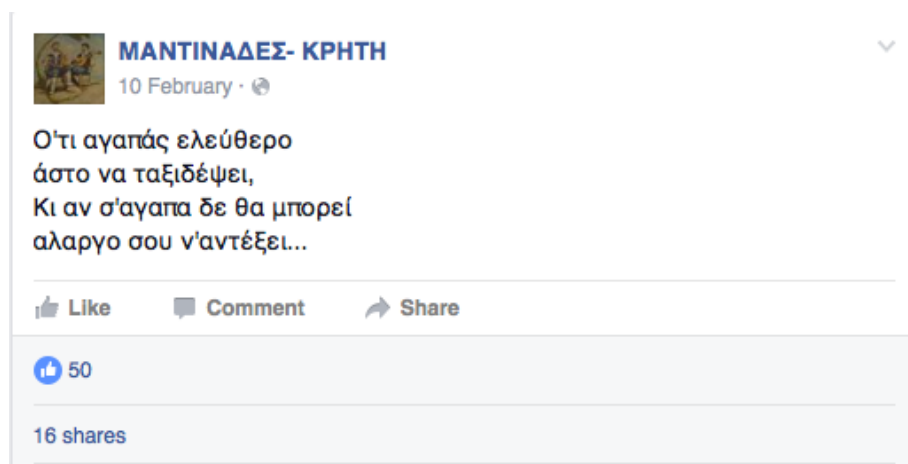 ΜΑΝΤΙΝΑΔΕΣ- ΚΡΗΤΗ
10 February ·
Ο'τι αγαπάς ελεύθερο
άστο να ταξιδέψει,
Κι αν σ'αγαπα δε θα μπορεί
αλαργο σου ν'αντέξει...
Like Comment Share
50
16 shares